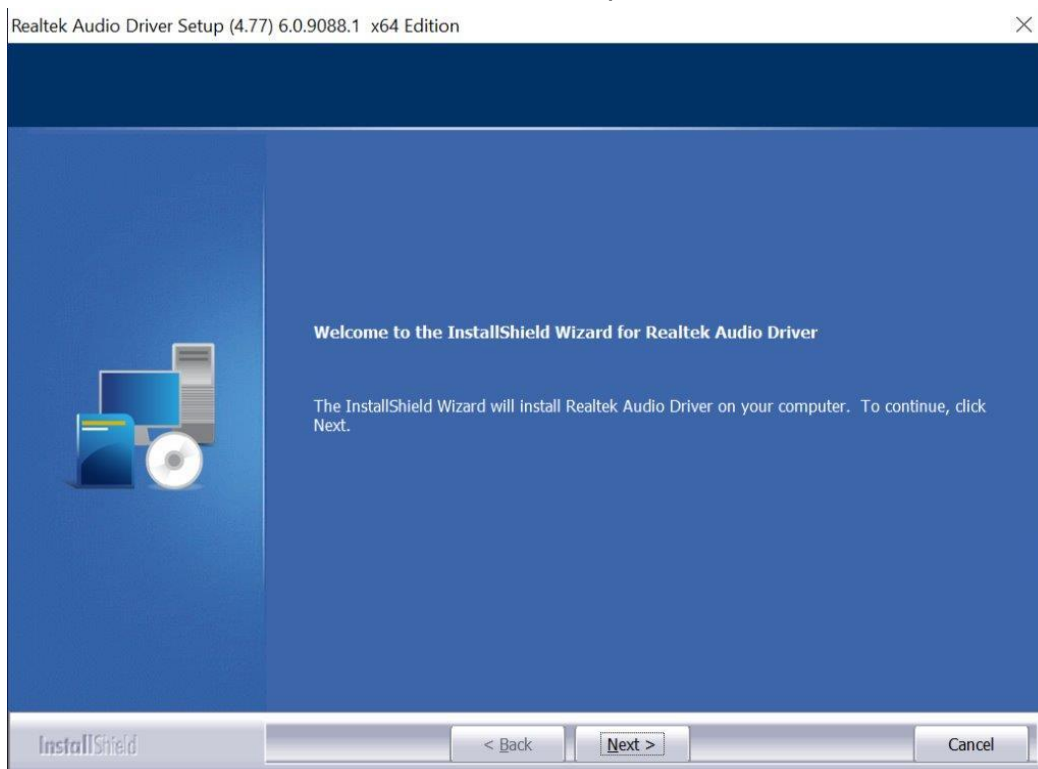 Realtek Audio Driver Setup (4.77) 6.0.9088.1 x64 Edition
Welcome to the InstallShield Wizard for Realtek Audio Driver
The InstallShield Wizard will install Realtek Audio Driver on your computer. To continue, click
Next.
InstallShield
< Back
Next >
Cancel